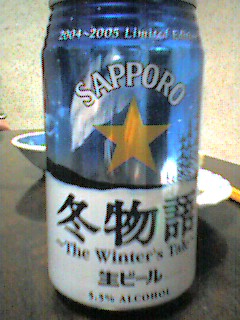 2004~2005 Limited Edition
SAPPORO
冬物語
~The Winter's Tale~
生ビール
5.5% ALCOHOL